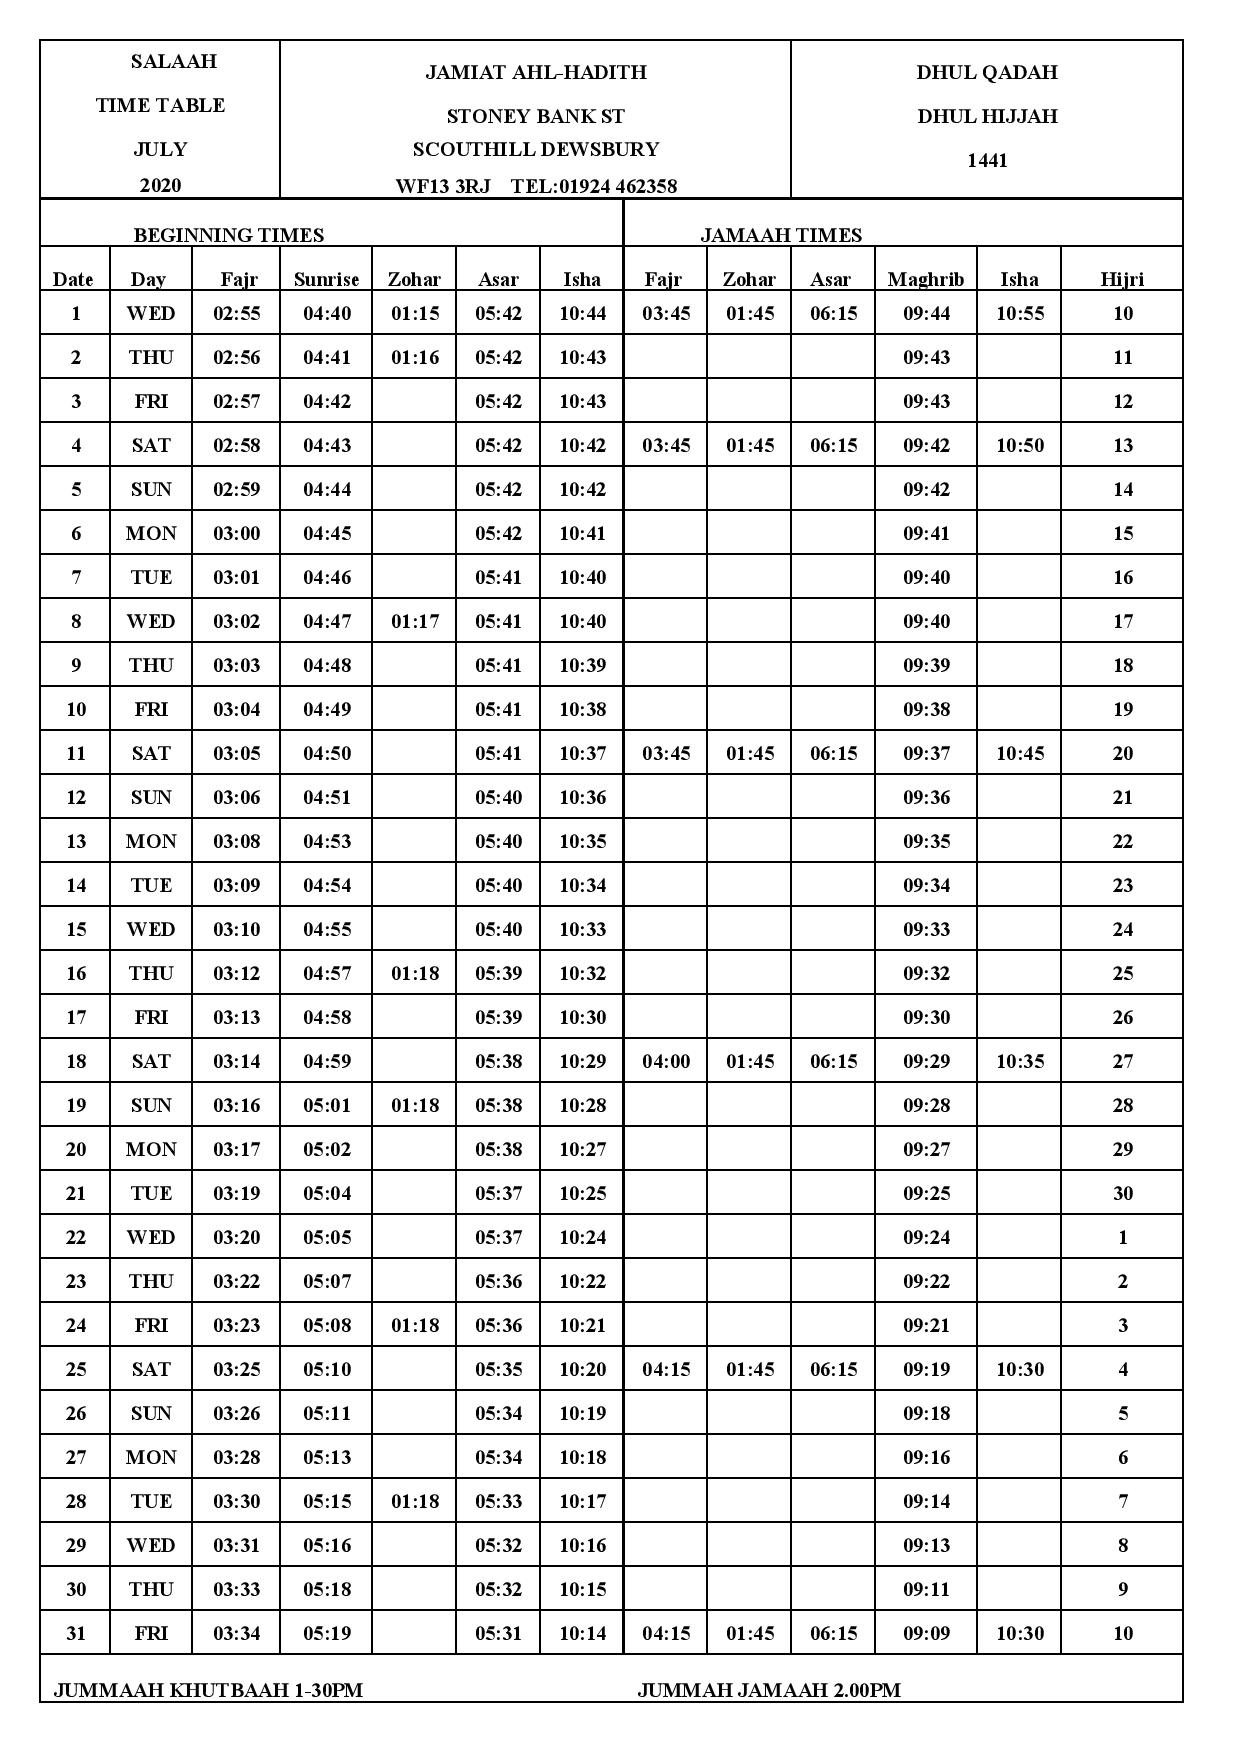 SALAAH
TIME TABLE
JULY
2020
JAMIAT AHL-HADITH
STONEY BANK ST
SCOUTHILL DEWSBURY
WF13 3RJ TEL:01924 462358
DHUL QADAH
DHUL HIJJAH
1441
BEGINNING TIMES JAMAAH TIMES
Date Day Fajr Sunrise Zohar Asar Isha Fajr Zohar Asar Maghrib Isha Hijri
1 WED 02:55 04:40 01:15 05:42 10:44 03:45 01:45 06:15 09:44 10:55 10
2 THU 02:56 04:41 01:16 05:42 10:43 09:43 11
3 FRI 02:57 04:42 05:42 10:43 09:43 12
4 SAT 02:58 04:43 05:42 10:42 03:45 01:45 06:15 09:42 10:50 13
5 SUN 02:59 04:44 05:42 10:42 09:42 14
6 MON 03:00 04:45 05:42 10:41 09:41 15
7 TUE 03:01 04:46 05:41 10:40 09:40 16
8 WED 03:02 04:47 01:17 05:41 10:40 09:40 17
9 THU 03:03 04:48 05:41 10:39 09:39 18
10 FRI 03:04 04:49 05:41 10:38 09:38 19
11 SAT 03:05 04:50 05:41 10:37 03:45 01:45 06:15 09:37 10:45 20
12 SUN 03:06 04:51 05:40 10:36 09:36 21
13 MON 03:08 04:53 05:40 10:35 09:35 22
14 TUE 03:09 04:54 05:40 10:34 09:34 23
15 WED 03:10 04:55 05:40 10:33 09:33 24
16 THU 03:12 04:57 01:18 05:39 10:32 09:32 25
17 FRI 03:13 04:58 05:39 10:30 09:30 26
18 SAT 03:14 04:59 05:38 10:29 04:00 01:45 06:15 09:29 10:35 27
19 SUN 03:16 05:01 01:18 05:38 10:28 09:28 28
20 MON 03:17 05:02 05:38 10:27 09:27 29
21 TUE 03:19 05:04 05:37 10:25 09:25 30
22 WED 03:20 05:05 05:37 10:24 09:24 1
23 THU 03:22 05:07 05:36 10:22 09:22 2
24 FRI 03:23 05:08 01:18 05:36 10:21 09:21 3
25 SAT 03:25 05:10 05:35 10:20 04:15 01:45 06:15 09:19 10:30 4
26 SUN 03:26 05:11 05:34 10:19 09:18 5
27 MON 03:28 05:13 05:34 10:18 09:16 6
28 TUE 03:30 05:15 01:18 05:33 10:17 09:14 7
29 WED 03:31 05:16 05:32 10:16 09:13 8
30 THU 03:33 05:18 05:32 10:15 09:11 9
31 FRI 03:34 05:19 05:31 10:14 04:15 01:45 06:15 09:09 10:30 10
JUMMAAH KHUTBAAH 1-30PM JUMMAH JAMAAH 2.00PM